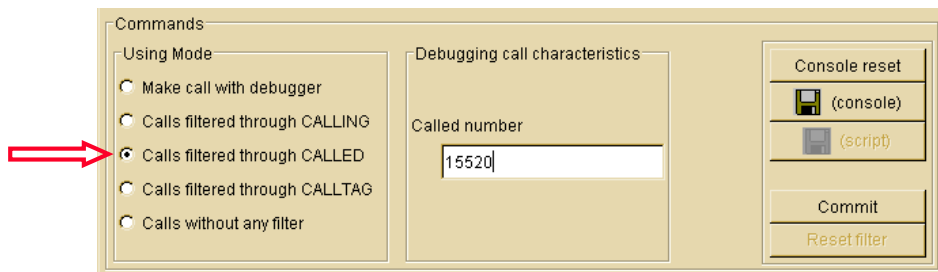 Commands
Using Mode
Make call with debugger
Calls filtered through CALLING
Calls filtered through CALLED
Calls filtered through CALLTAG
Calls without any filter
Debugging call characteristics
Called number
15520
Console reset
(console)
(script)
Commit
Reset filter